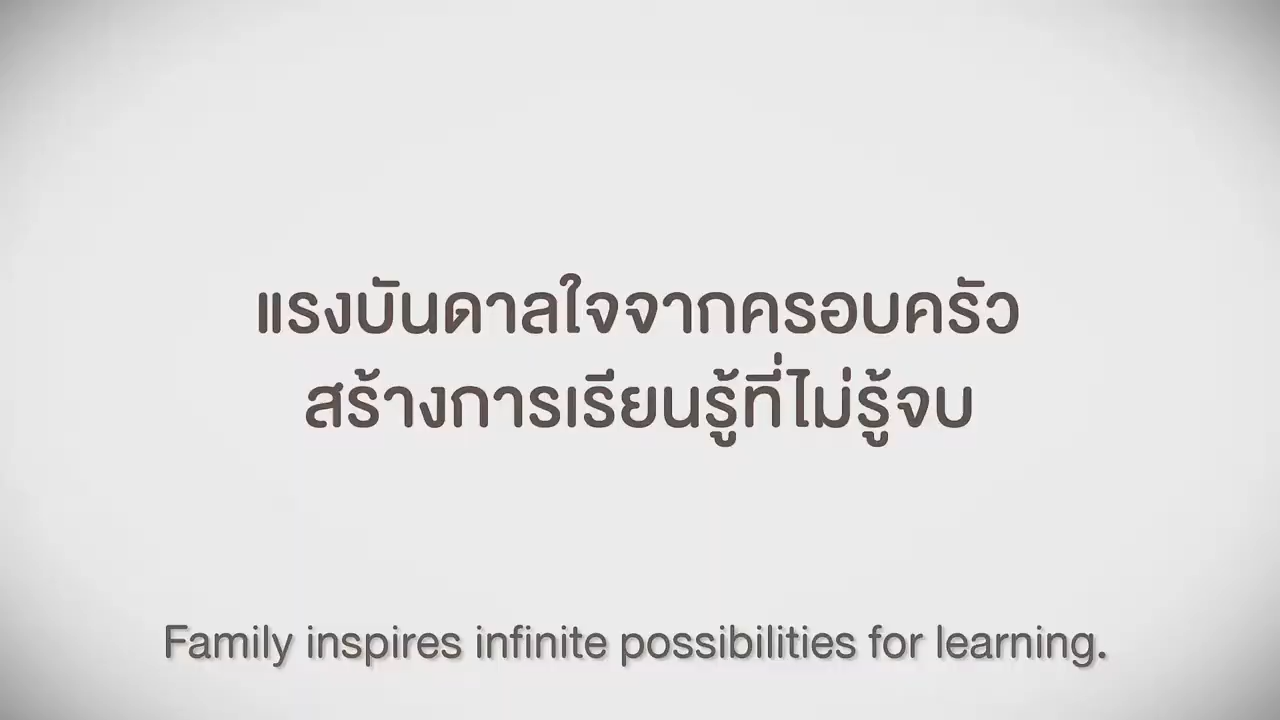 แรงบันดาลใจจากครอบครัว
สร้างการเรียนรู้ที่ไม่รู้จบ
Family inspires infinite possibilities for learning.